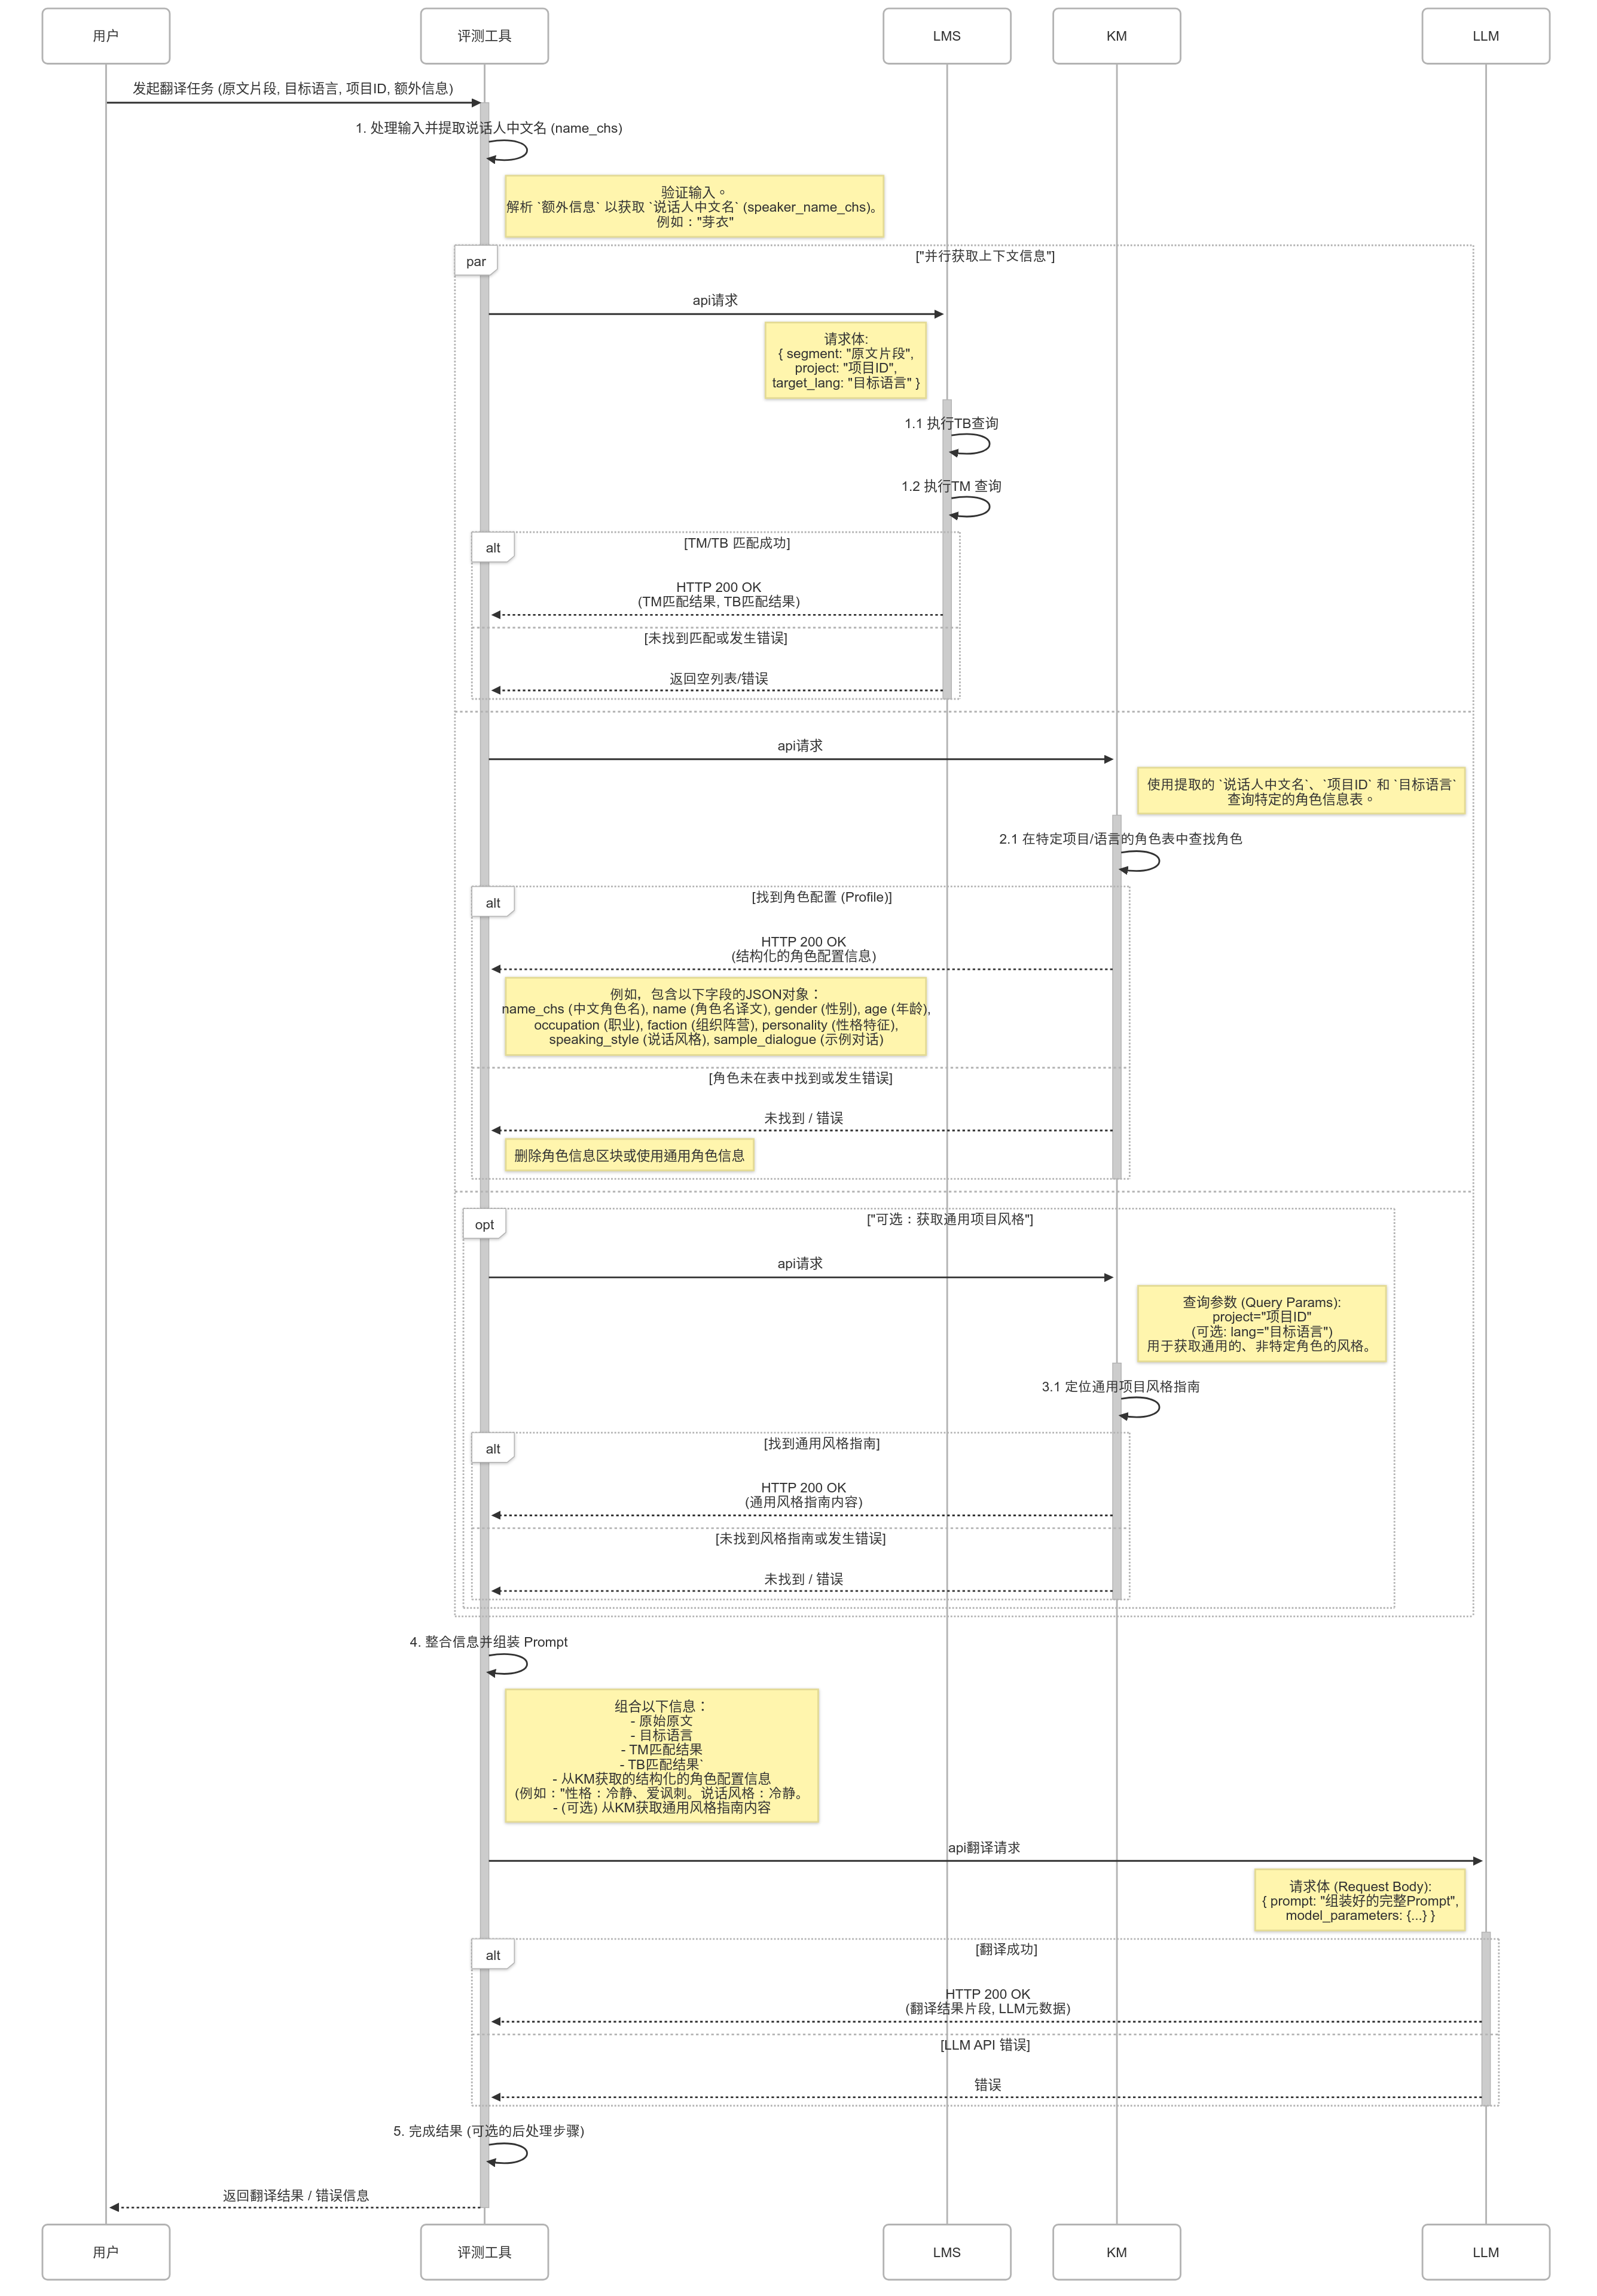 用户
评测工具
LMS
KM
LLM
发起翻译任务 (原文片段, 目标语言, 项目ID, 额外信息)
1. 处理输入并提取说话人中文名 (name_chs)
验证输入。
解析 `额外信息` 以获取 `说话人中文名` (speaker_name_chs)。
例如："芽衣"
par
["并行获取上下文信息"]
api请求
请求体:
{ segment: "原文片段",
project: "项目ID",
target_lang: "目标语言" }
1.1 执行TB查询
1.2 执行TM 查询
alt
[TM/TB 匹配成功]
HTTP 200 OK
(TM匹配结果, TB匹配结果)
[未找到匹配或发生错误]
返回空列表/错误
api请求
使用提取的 `说话人中文名`、`项目ID` 和 `目标语言`
查询特定的角色信息表。
2.1 在特定项目/语言的角色表中查找角色
alt
[找到角色配置 (Profile)]
HTTP 200 OK
(结构化的角色配置信息)
例如，包含以下字段的JSON对象：
name_chs (中文角色名), name (角色名译文), gender (性别), age (年龄),
occupation (职业), faction (组织阵营), personality (性格特征),
speaking_style (说话风格), sample_dialogue (示例对话)
[角色未在表中找到或发生错误]
未找到 / 错误
删除角色信息区块或使用通用角色信息
opt
["可选：获取通用项目风格"]
api请求
查询参数 (Query Params):
project="项目ID"
(可选: lang="目标语言")
用于获取通用的、非特定角色的风格。
3.1 定位通用项目风格指南
alt
[找到通用风格指南]
HTTP 200 OK
(通用风格指南内容)
[未找到风格指南或发生错误]
未找到 / 错误
4. 整合信息并组装 Prompt
组合以下信息：
- 原始原文
- 目标语言
- TM匹配结果
- TB匹配结果`
- 从KM获取的结构化的角色配置信息
(例如："性格：冷静、爱讽刺。说话风格：冷静。
- (可选) 从KM获取通用风格指南内容
api翻译请求
请求体 (Request Body):
{ prompt: "组装好的完整Prompt",
model_parameters: {...} }
alt
[翻译成功]
HTTP 200 OK
(翻译结果片段, LLM元数据)
[LLM API 错误]
错误
5. 完成结果 (可选的后处理步骤)
返回翻译结果 / 错误信息
用户
评测工具
LMS
KM
LLM